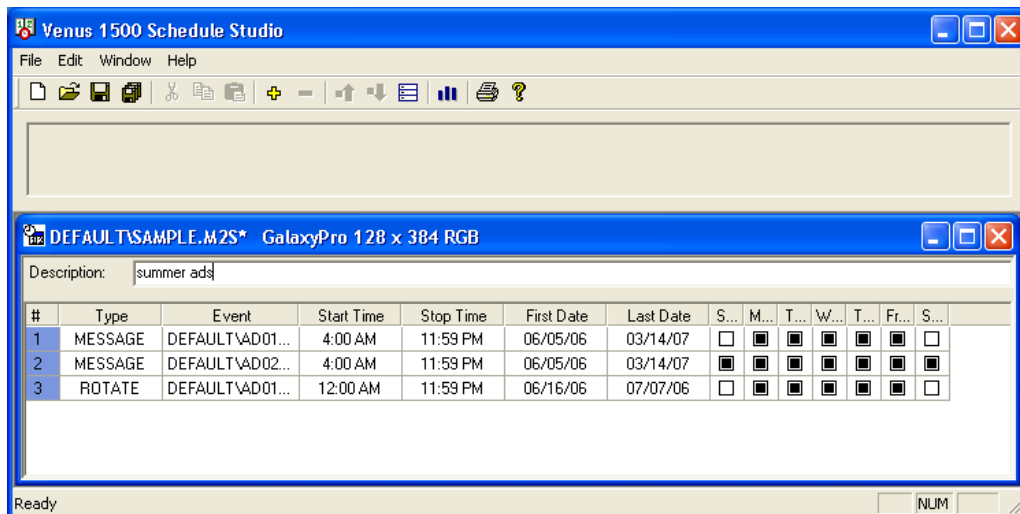 Venus 1500 Schedule Studio
File Edit Window Help
DEFAULT\SAMPLE.M2S* GalaxyPro 128 x 384 RGB
Description: summer ads
# Type Event Start Time Stop Time First Date Last Date S... M... T... W... T... Fr... S...
1 MESSAGE DEFAULT\AD01... 4:00 AM 11:59 PM 06/05/06 03/14/07
2 MESSAGE DEFAULT\AD02... 4:00 AM 11:59 PM 06/05/06 03/14/07
3 ROTATE DEFAULT\AD01... 12:00 AM 11:59 PM 06/16/06 07/07/06
Ready NUM